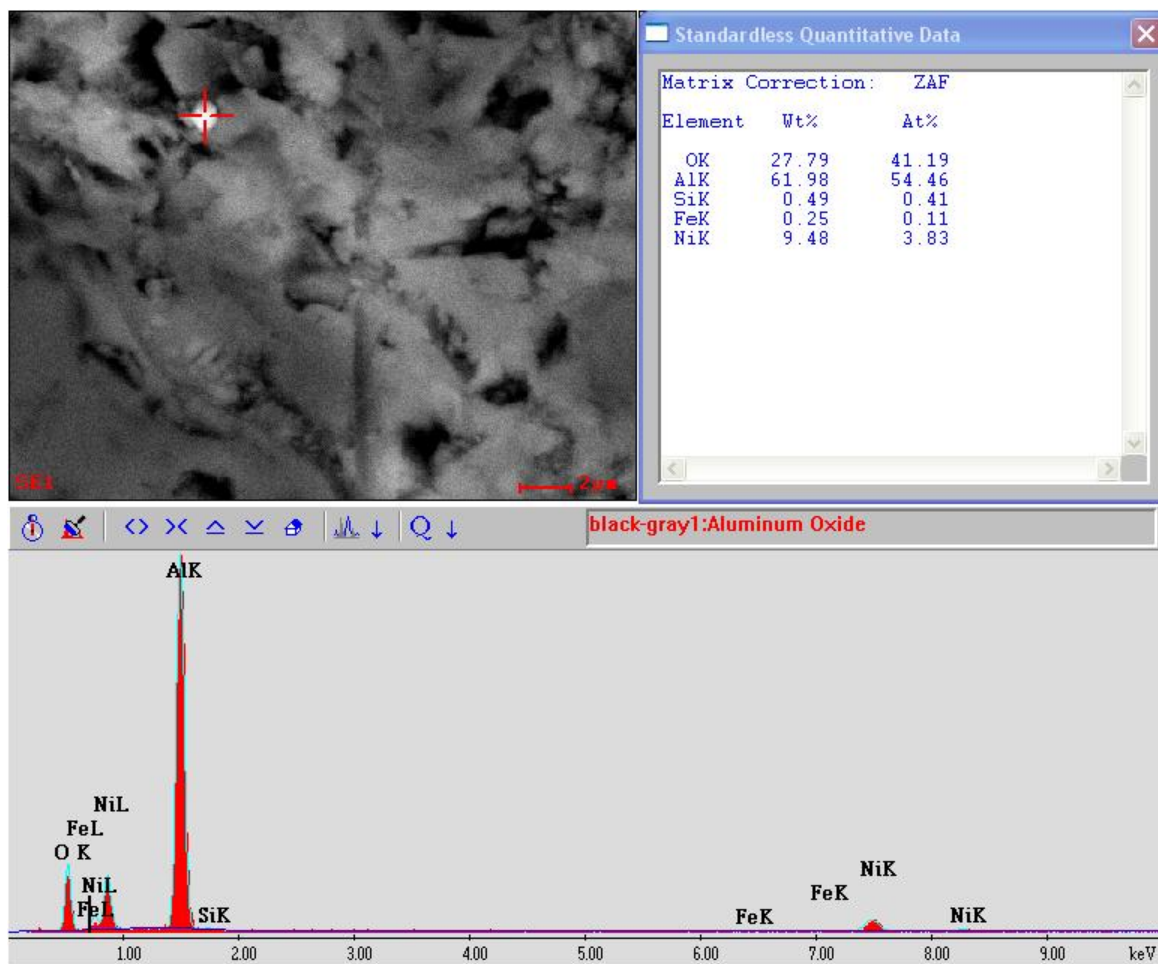 Standardless Quantitative Data
Matrix Correction: ZAF
Element Wt% At%
OK 27.79 41.19
AlK 61.98 54.46
SiK 0.49 0.41
FeK 0.25 0.11
NiK 9.48 3.83
SE1
2μm
Q
black-gray1:Aluminum Oxide
AlK
NiL
FeL
O K
NiL
FeL
SiK
NiK
FeK
FeK
NiK
1.00 2.00 3.00 4.00 5.00 6.00 7.00 8.00 9.00 keV